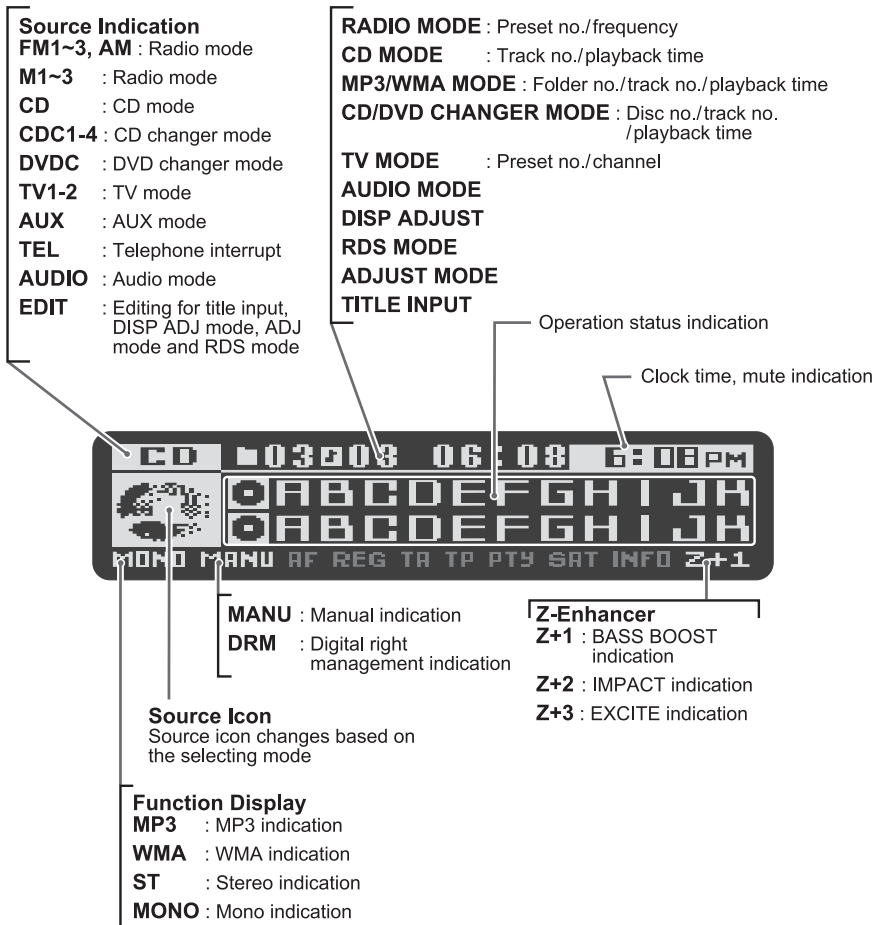 Source Indication
FM1~3, AM : Radio mode
M1~3 : Radio mode
CD : CD mode
CDC1-4 : CD changer mode
DVDC : DVD changer mode
TV1-2 : TV mode
AUX : AUX mode
TEL : Telephone interrupt
AUDIO : Audio mode
EDIT : Editing for title input,
DISP ADJ mode, ADJ
mode and RDS mode
RADIO MODE : Preset no./frequency
CD MODE : Track no./playback time
MP3/WMA MODE : Folder no./track no./playback time
CD/DVD CHANGER MODE : Disc no./track no.
/playback time
TV MODE : Preset no./channel
AUDIO MODE
DISP ADJUST
RDS MODE
ADJUST MODE
TITLE INPUT
Operation status indication
Clock time, mute indication
CD 03 08 06:08 6:08 PM
ABCDEFGHIJK
ABCDEFGHIJK
MONO MANU AF REG TA TP PTY SAT INFO Z+1
MANU : Manual indication
DRM : Digital right
management indication
Z-Enhancer
Z+1 : BASS BOOST
indication
Z+2 : IMPACT indication
Z+3 : EXCITE indication
Source Icon
Source icon changes based on
the selecting mode
Function Display
MP3 : MP3 indication
WMA : WMA indication
ST : Stereo indication
MONO : Mono indication